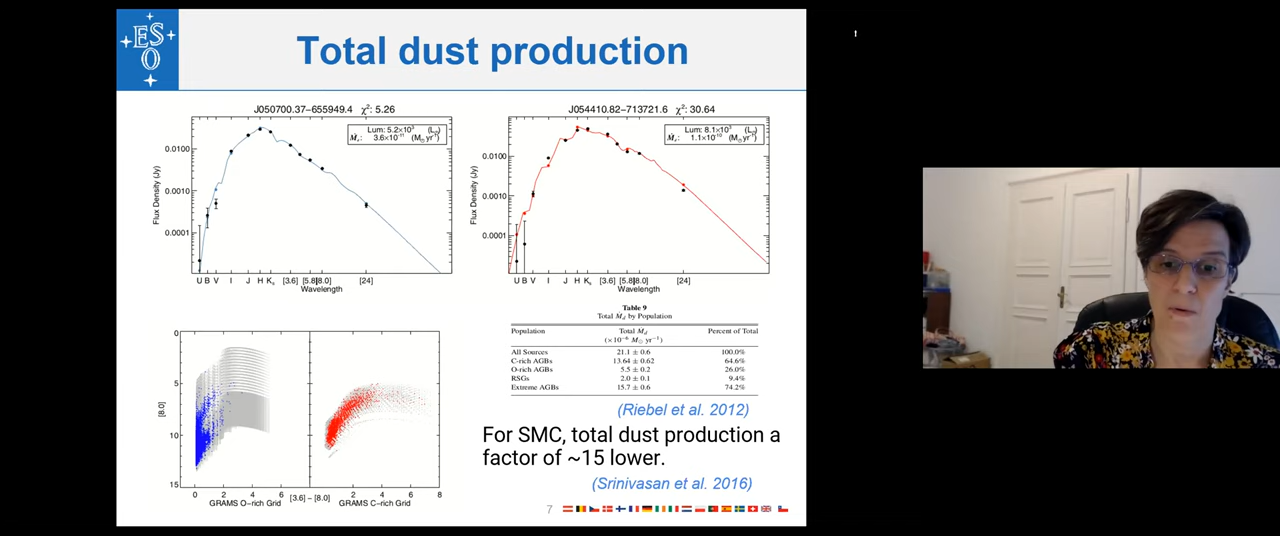 ES
O
Total dust production
J050700.37−655949.4 χ²: 5.26
Lum: 5.2×10³ (L⊙)
Ṁᵣ: 3.6×10⁻¹¹ (M⊙ yr⁻¹)
Flux Density (Jy)
0.0100
0.0010
0.0001
U B V I J H Kₛ [3.6] [5.8][8.0] [24]
Wavelength
J054410.82−713721.6 χ²: 30.64
Lum: 8.1×10³ (L⊙)
Ṁᵣ: 1.1×10⁻¹⁰ (M⊙ yr⁻¹)
Flux Density (Jy)
0.0100
0.0010
0.0001
U B V I J H Kₛ [3.6] [5.8][8.0] [24]
Wavelength
[8.0]
0
5
10
15
0 2 4 6 0 2 4 6 8
GRAMS O−rich Grid [3.6] − [8.0] GRAMS C−rich Grid
Table 9
Total Ṁd by Population
Population Total Ṁd Percent of Total
(×10⁻⁶ M⊙ yr⁻¹)
All Sources 21.1 ± 0.6 100.0%
C-rich AGBs 13.64 ± 0.62 64.6%
O-rich AGBs 5.5 ± 0.2 26.0%
RSGs 2.0 ± 0.1 9.4%
Extreme AGBs 15.7 ± 0.6 74.2%
(Riebel et al. 2012)
For SMC, total dust production a
factor of ~15 lower.
(Srinivasan et al. 2016)
7